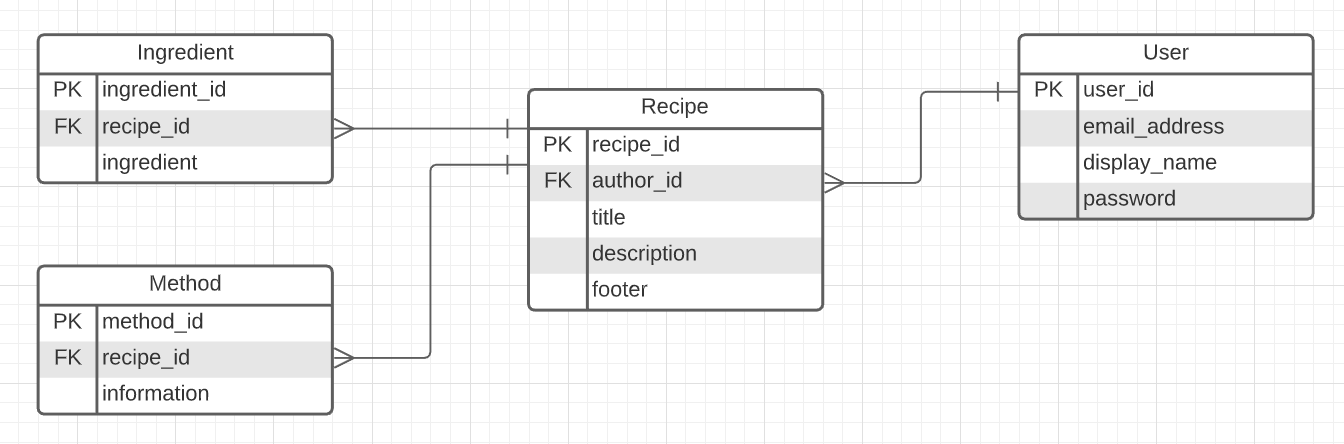 Ingredient
PK ingredient_id
FK recipe_id
ingredient
Method
PK method_id
FK recipe_id
information
Recipe
PK recipe_id
FK author_id
title
description
footer
User
PK user_id
email_address
display_name
password